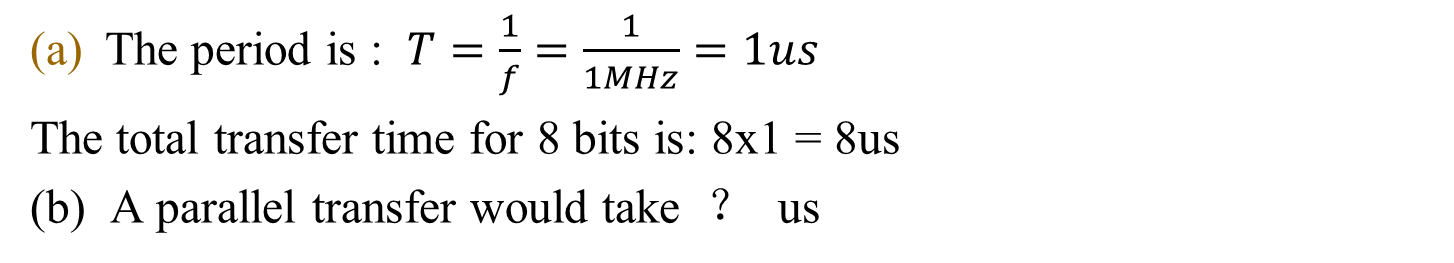 (a) The period is : T = 1/f = 1/1MHz = 1us
The total transfer time for 8 bits is: 8x1 = 8us
(b) A parallel transfer would take ? us